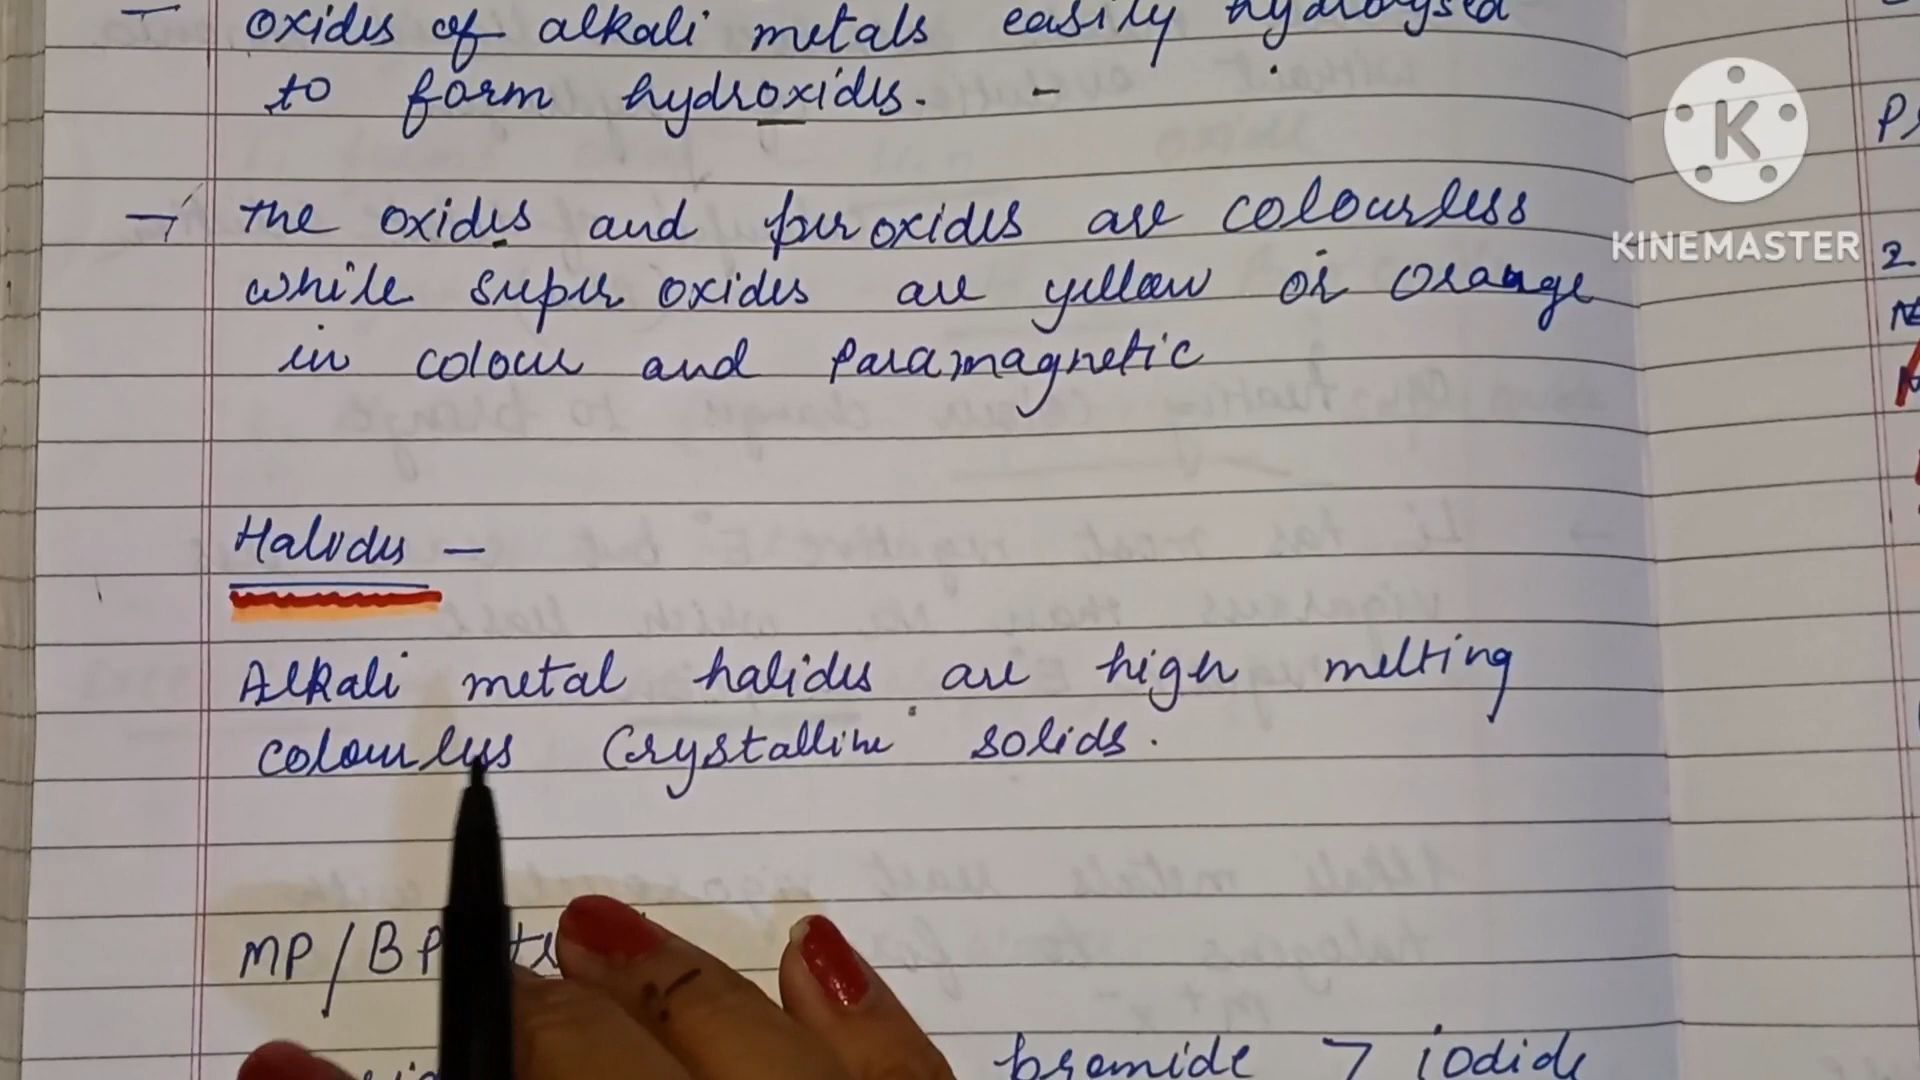 → oxides of alkali metals easily hydrolysed
to form hydroxides. -
→ The oxides and peroxides are colourless
while super oxides are yellow or orange
in colour and Paramagnetic
Halides -
Alkali metal halides are high melting
colourless Crystalline solids.
MP/BP
bromide > iodide
K
KINEMASTER
2